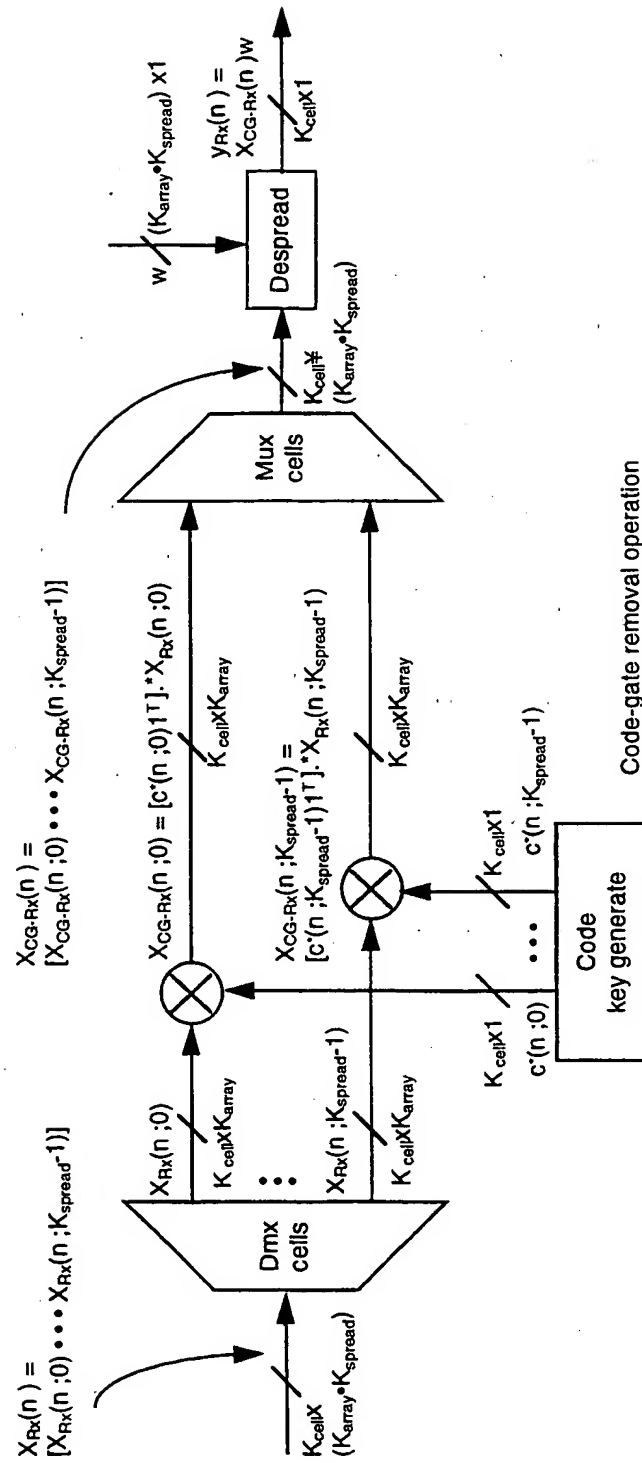 X_Rx(n) =
[X_Rx(n;0)•••X_Rx(n;K_spread-1)]
K_cell x
(K_array•K_spread)
Dmx
cells
X_Rx(n;0)
K_cell x K_array
•••
X_Rx(n;K_spread-1)
K_cell x K_array
X_CG-Rx(n) =
[X_CG-Rx(n;0)•••X_CG-Rx(n;K_spread-1)]
X_CG-Rx(n;0) = [c*(n;0)1^T].*X_Rx(n;0)
K_cell x K_array
X_CG-Rx(n;K_spread-1) =
[c*(n;K_spread-1)1^T].*X_Rx(n;K_spread-1)
K_cell x K_array
K_cell x1
c*(n;0)
•••
K_cell x1
c*(n;K_spread-1)
Code
key generate
Mux
cells
K_cell¥
(K_array•K_spread)
w
(K_array•K_spread) x1
Despread
y_Rx(n) =
X_CG-Rx(n)w
K_cell x1
Code-gate removal operation